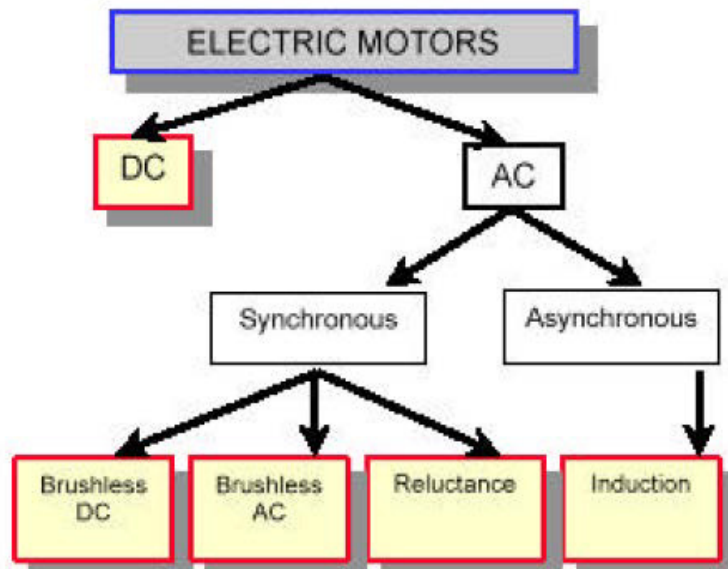 ELECTRIC MOTORS
DC
AC
Synchronous
Asynchronous
Brushless
DC
Brushless
AC
Reluctance
Induction